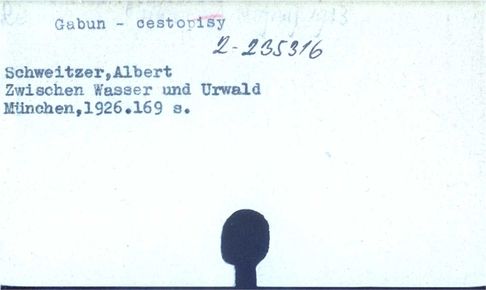 Gabun - cestopisy
2-235316
Schweitzer,Albert
Zwischen Wasser und Urwald
München,1926.169 s.